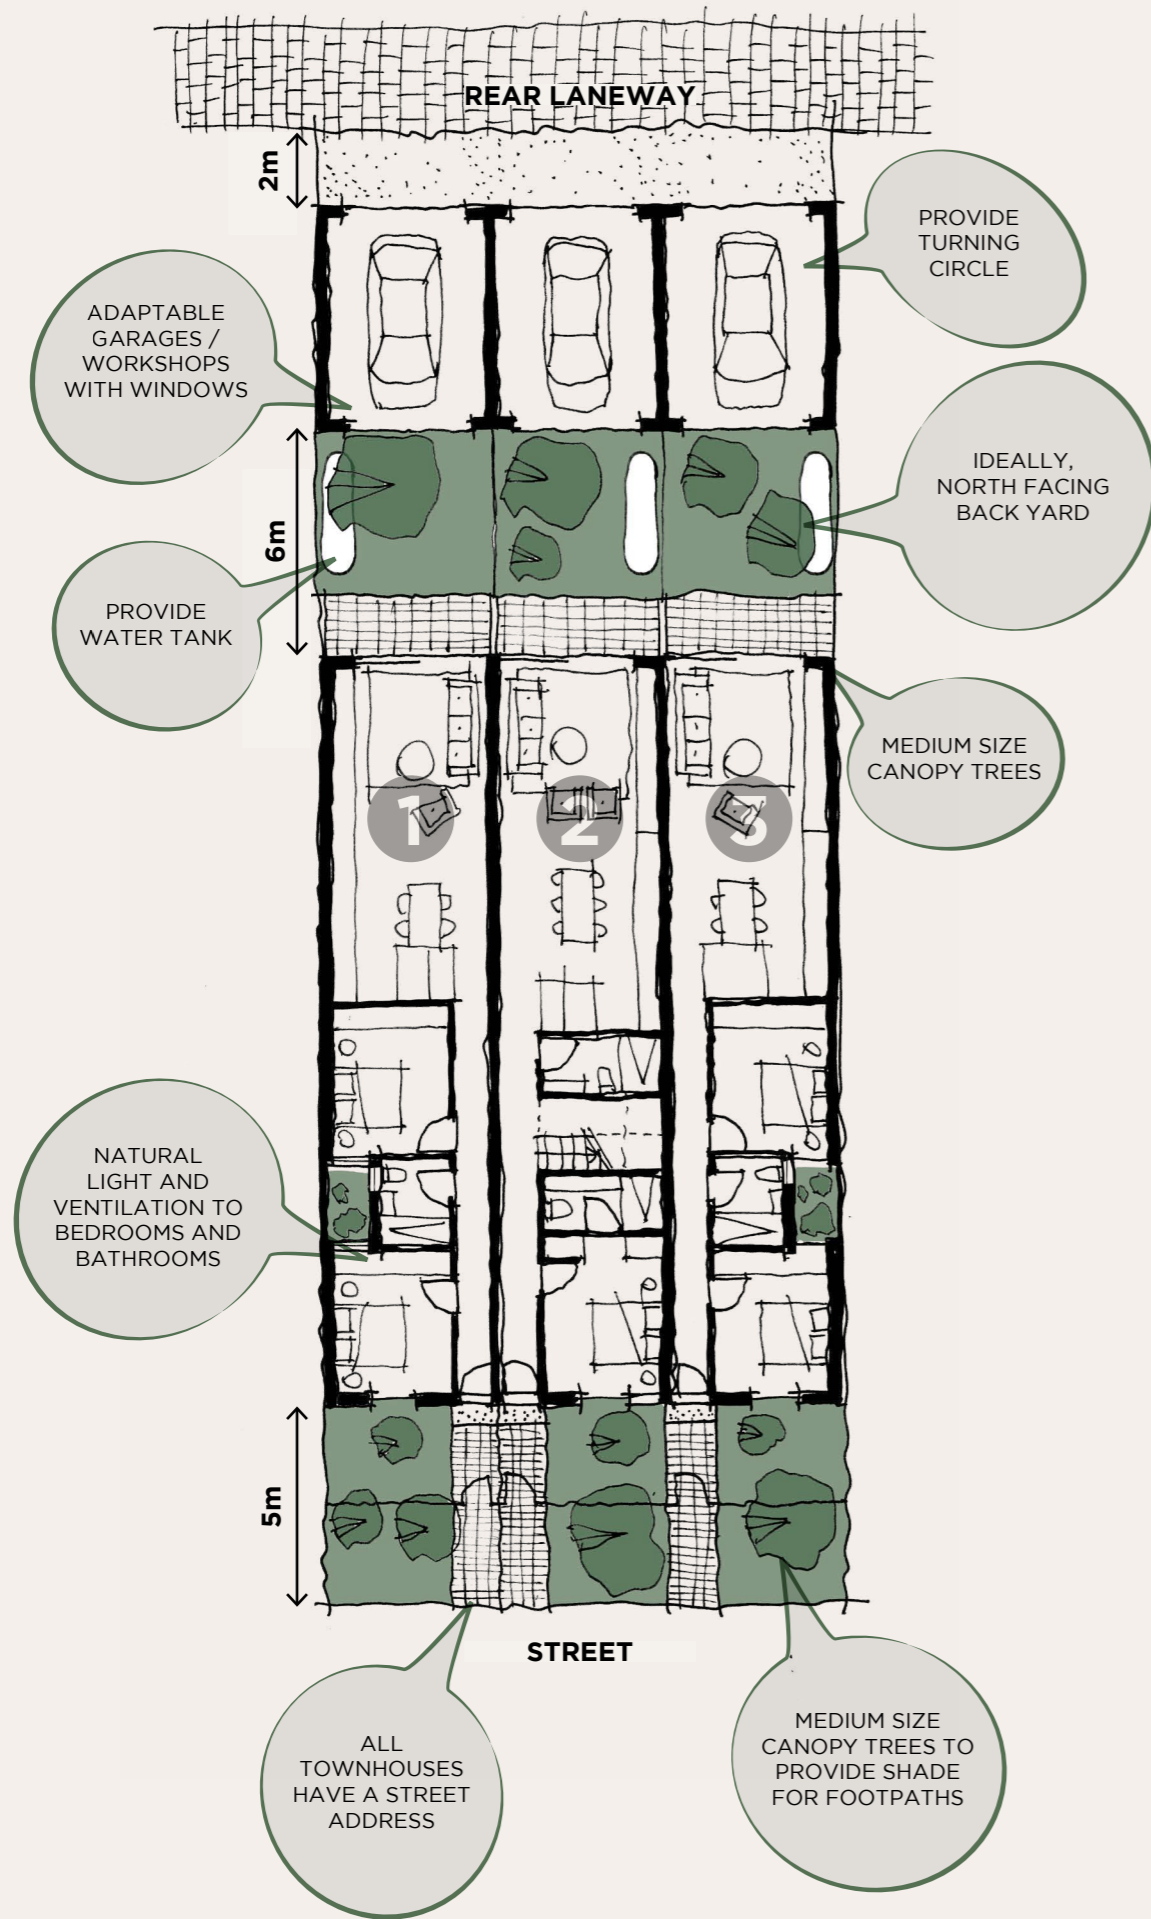 REAR LANEWAY
2m
PROVIDE
TURNING
CIRCLE
ADAPTABLE
GARAGES /
WORKSHOPS
WITH WINDOWS
IDEALLY,
NORTH FACING
BACK YARD
6m
PROVIDE
WATER TANK
MEDIUM SIZE
CANOPY TREES
1
2
3
NATURAL
LIGHT AND
VENTILATION TO
BEDROOMS AND
BATHROOMS
5m
STREET
ALL
TOWNHOUSES
HAVE A STREET
ADDRESS
MEDIUM SIZE
CANOPY TREES TO
PROVIDE SHADE
FOR FOOTPATHS